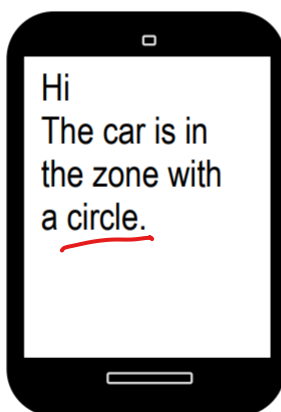 Hi
The car is in
the zone with
a circle.